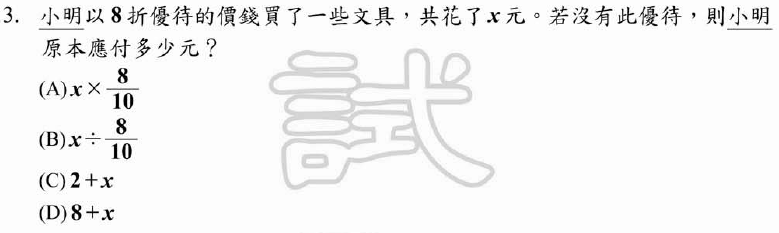 3. 小明以8折優待的價錢買了一些文具，共花了x元。若沒有此優待，則小明
原本應付多少元？
(A) x × 8/10
(B) x ÷ 8/10
(C) 2 + x
(D) 8 + x
試